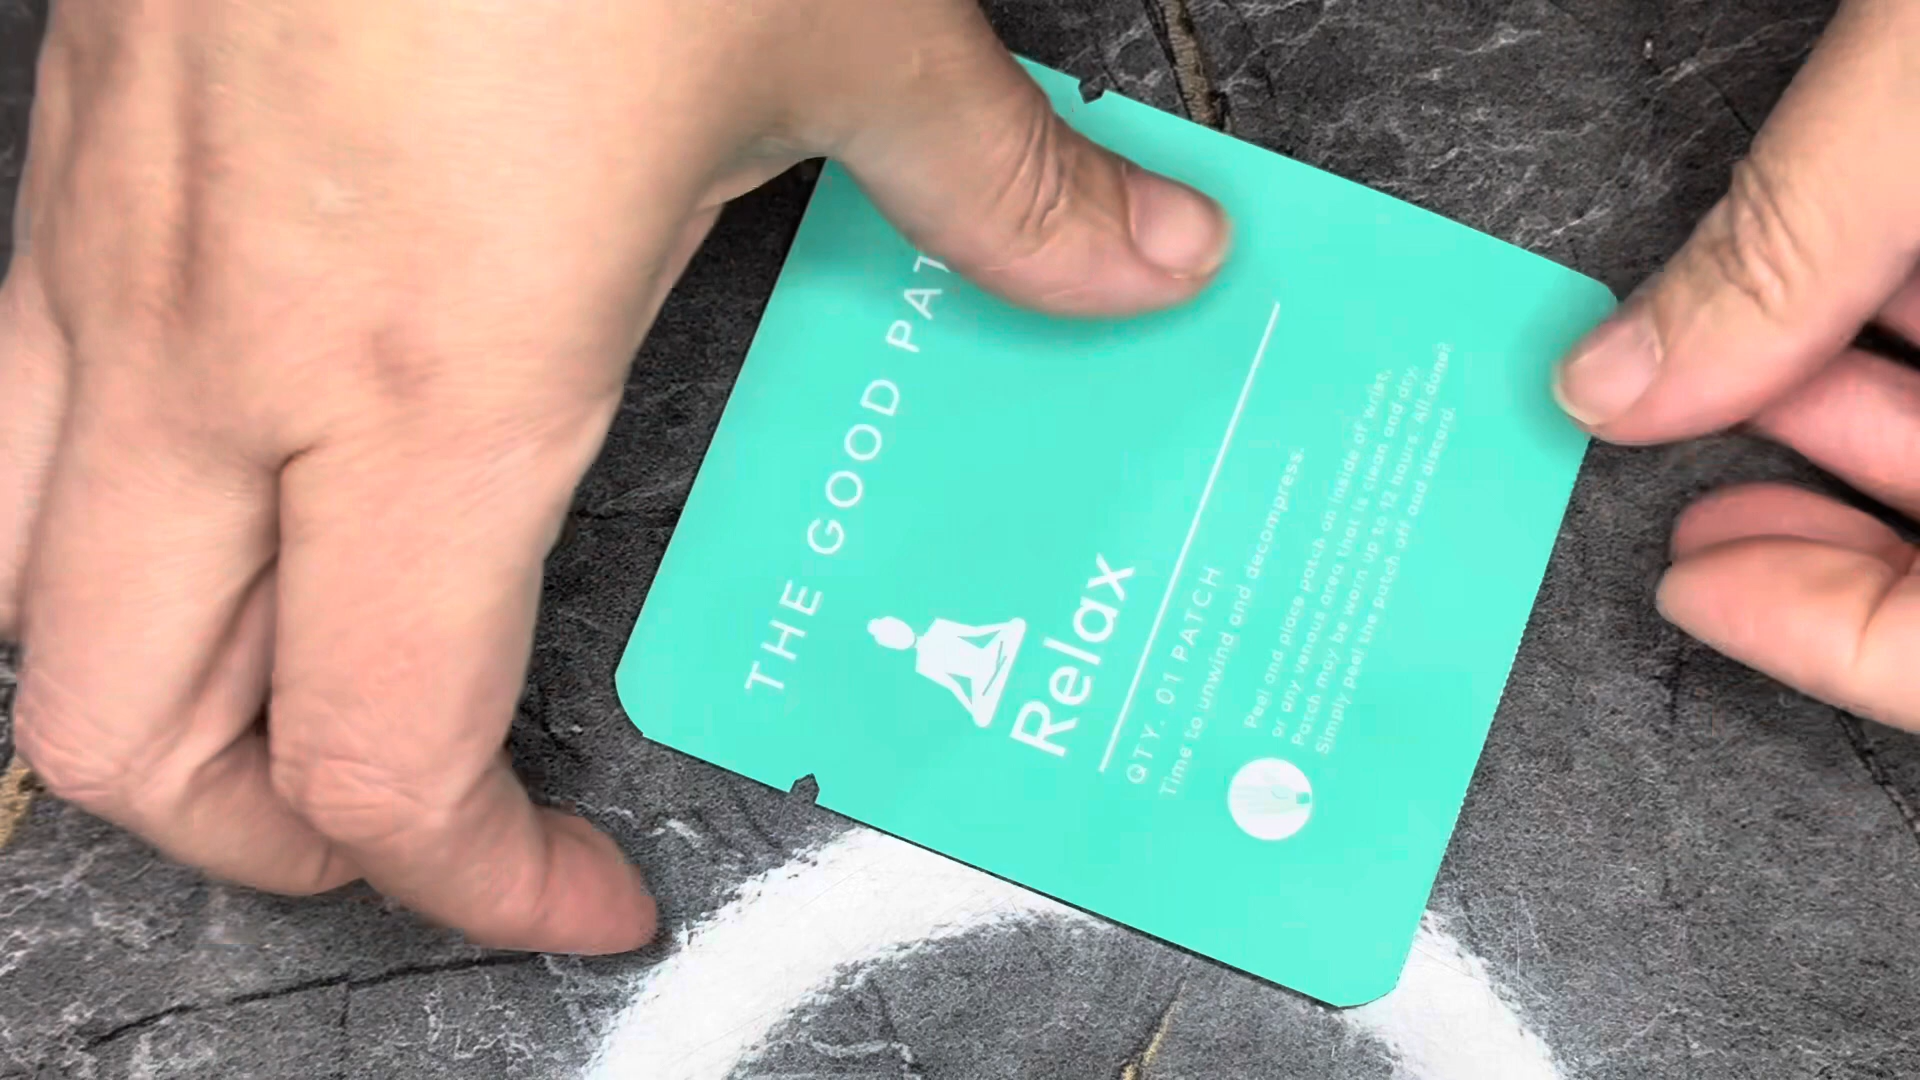 THE GOOD PAT
Relax
QTY. 01 PATCH
Time to unwind and decompress.
Peel and place patch on inside of wrist,
or any venous area that is clean and dry.
Patch may be worn up to 12 hours. All done?
Simply peel the patch off and discard.